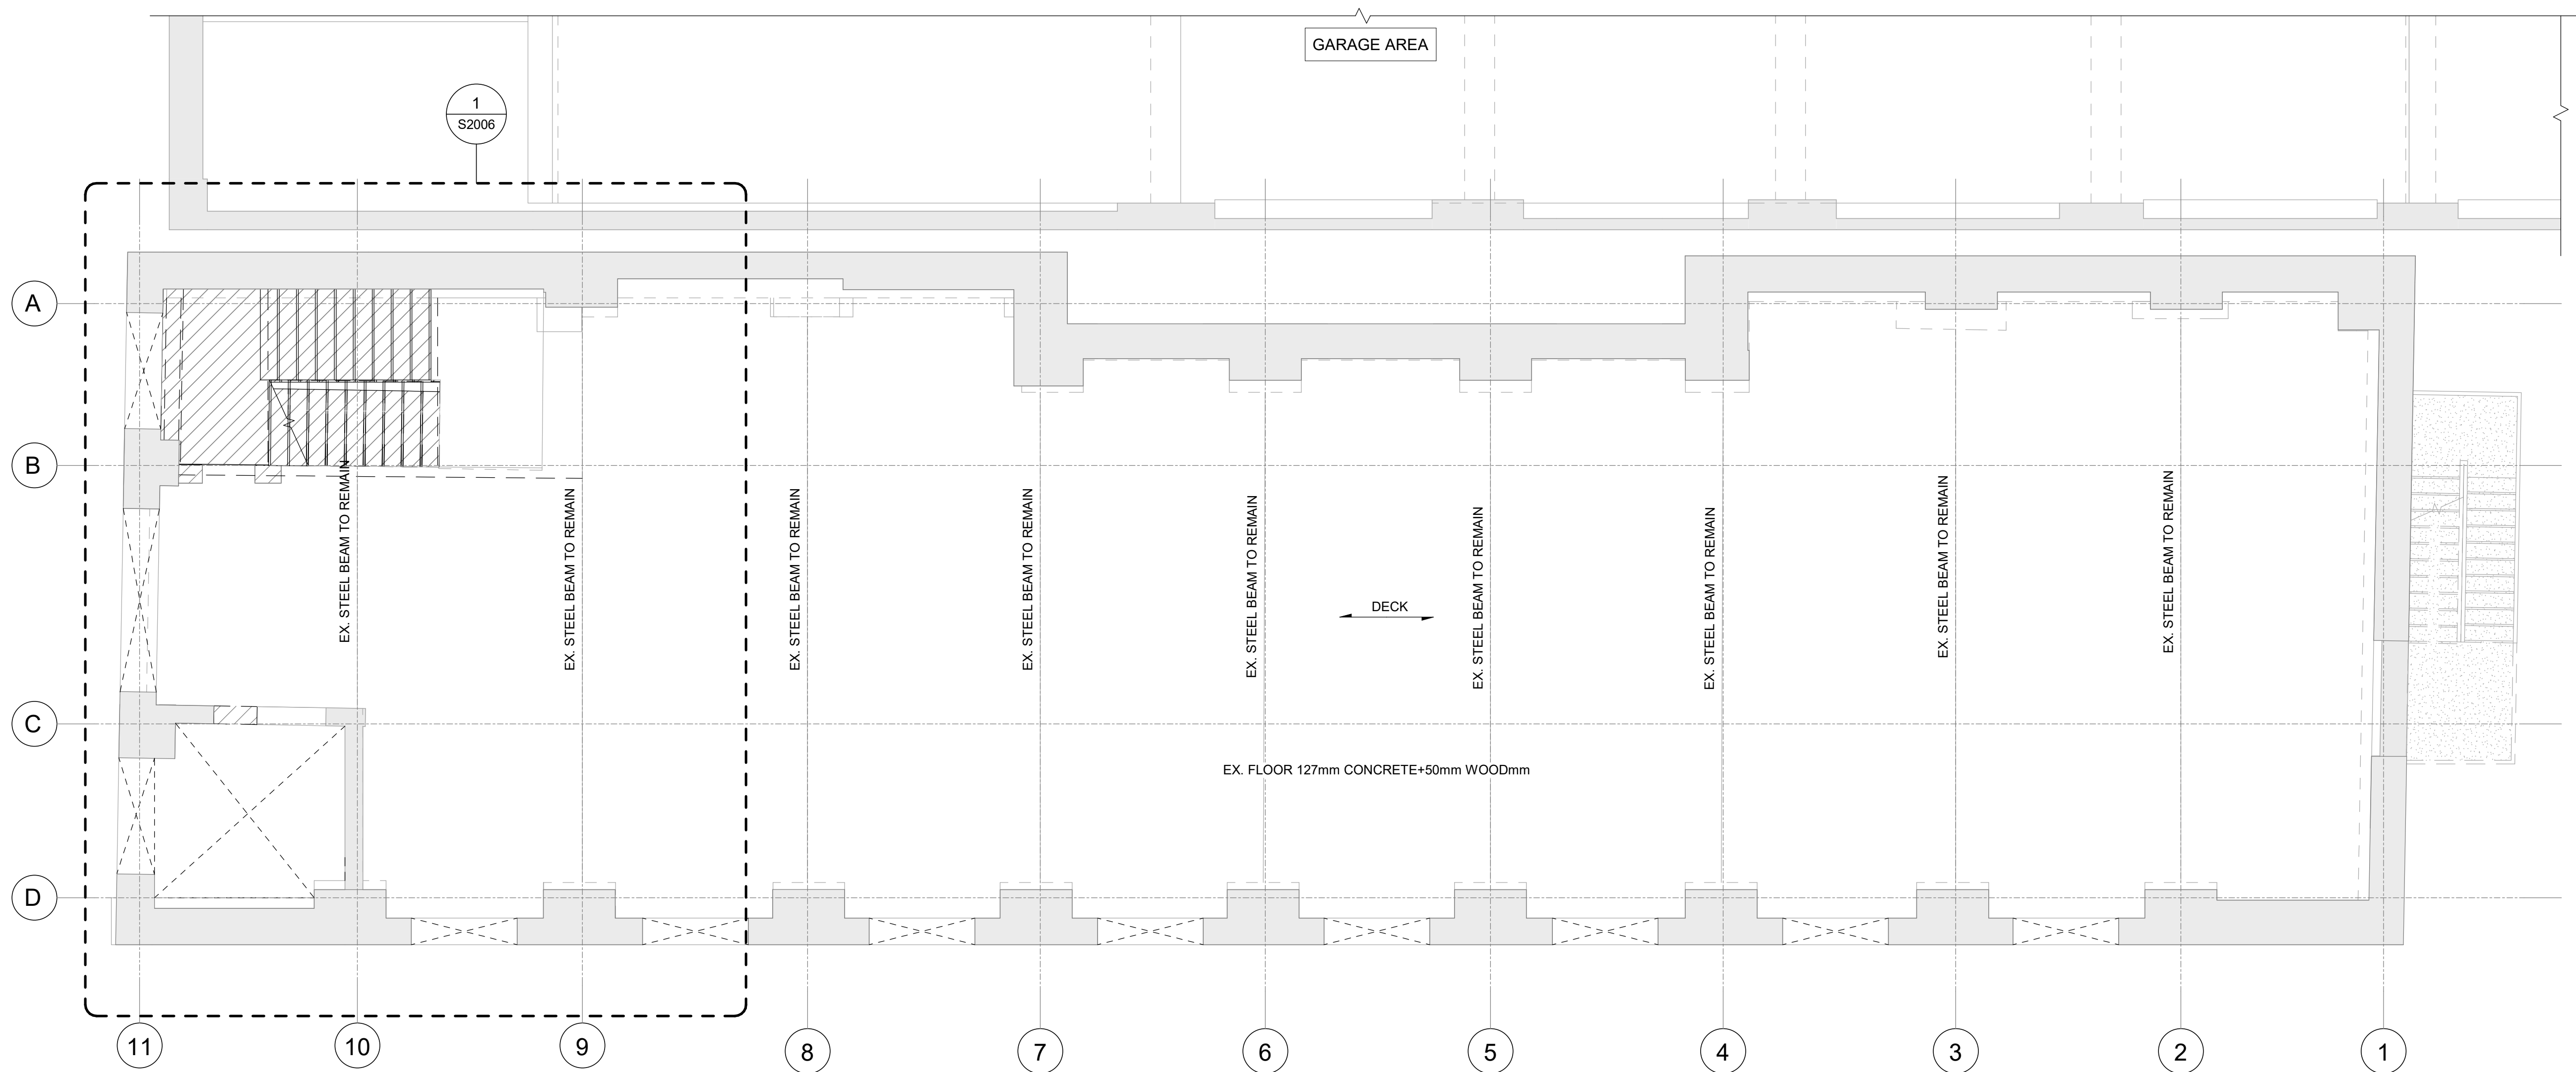 GARAGE AREA
1
S2006
A
B
C
D
EX. STEEL BEAM TO REMAIN
EX. STEEL BEAM TO REMAIN
EX. STEEL BEAM TO REMAIN
EX. STEEL BEAM TO REMAIN
EX. STEEL BEAM TO REMAIN
EX. STEEL BEAM TO REMAIN
EX. STEEL BEAM TO REMAIN
EX. STEEL BEAM TO REMAIN
EX. STEEL BEAM TO REMAIN
DECK
EX. FLOOR 127mm CONCRETE+50mm WOODmm
11
10
9
8
7
6
5
4
3
2
1